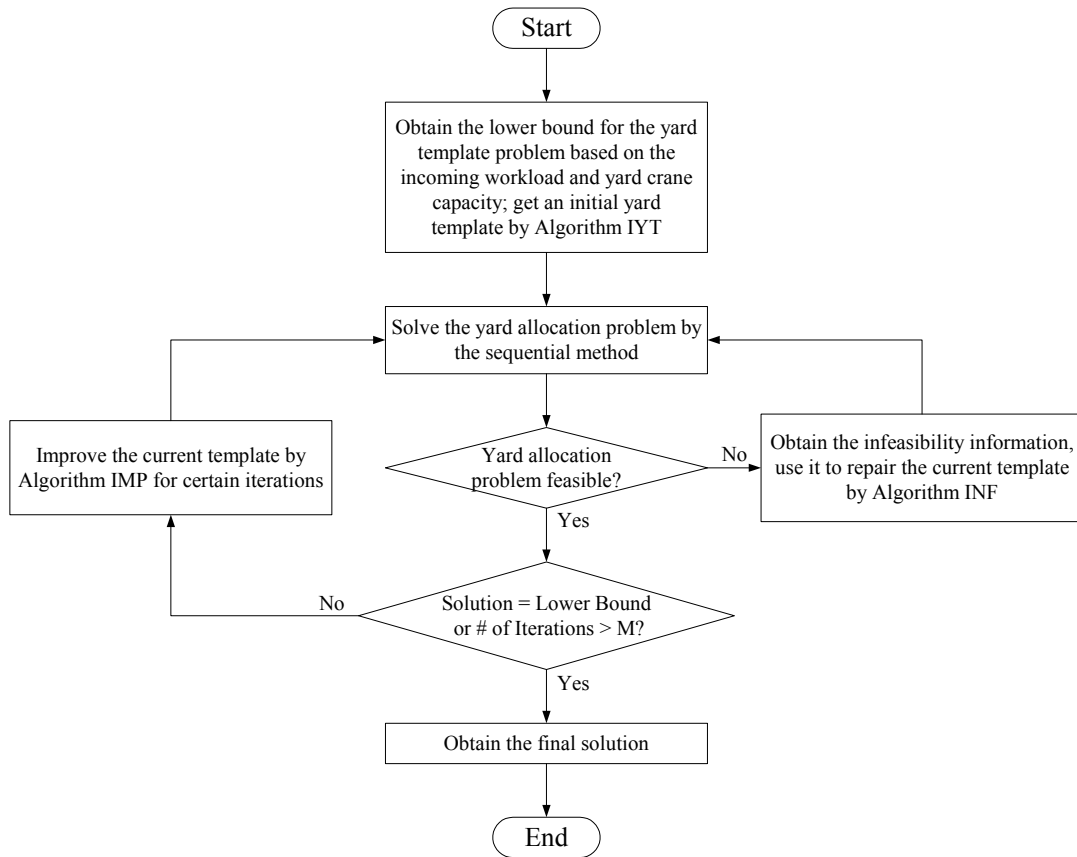 Start
Obtain the lower bound for the yard
template problem based on the
incoming workload and yard crane
capacity; get an initial yard
template by Algorithm IYT
Solve the yard allocation problem by
the sequential method
Improve the current template by
Algorithm IMP for certain iterations
Yard allocation
problem feasible?
No
Obtain the infeasibility information,
use it to repair the current template
by Algorithm INF
Yes
No
Solution = Lower Bound
or # of Iterations > M?
Yes
Obtain the final solution
End